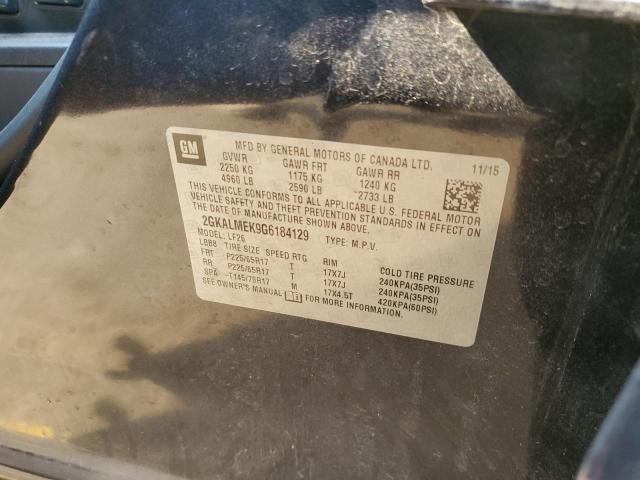 GM
MFD BY GENERAL MOTORS OF CANADA LTD.
11/15
GVWR GAWR FRT GAWR RR
2250 KG 1175 KG 1240 KG
4960 LB 2590 LB 2733 LB
THIS VEHICLE CONFORMS TO ALL APPLICABLE U.S. FEDERAL MOTOR
VEHICLE SAFETY AND THEFT PREVENTION STANDARDS IN EFFECT ON
THE DATE OF MANUFACTURE SHOWN ABOVE.
2GKALMEK9G6184129 TYPE: M.P.V.
MODEL: LF26
LBB8 TIRE SIZE SPEED RTG RIM COLD TIRE PRESSURE
FRT P225/65R17 T 17X7J 240KPA(35PSI)
RR P225/65R17 T 17X7J 240KPA(35PSI)
SPA -T145/70R17 M 17X4.5T 420KPA(60PSI)
SEE OWNER'S MANUAL i FOR MORE INFORMATION.